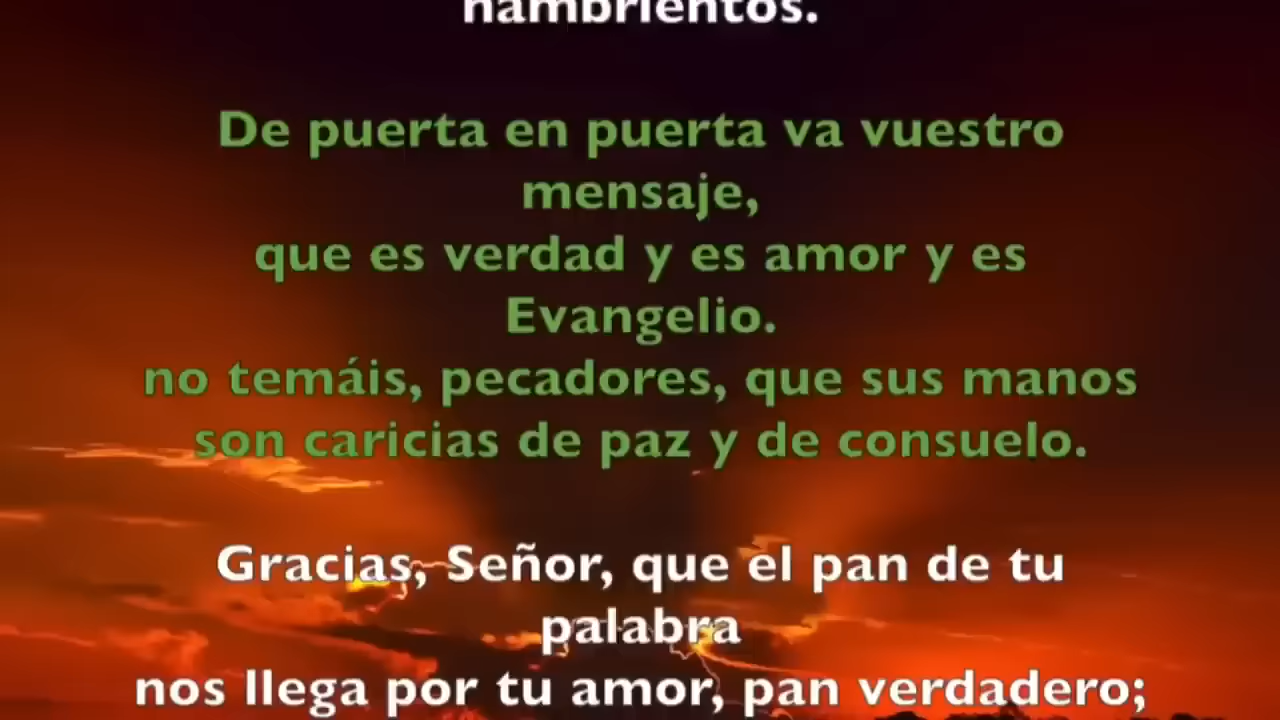 hambrientos.
De puerta en puerta va vuestro
mensaje,
que es verdad y es amor y es
Evangelio.
no temáis, pecadores, que sus manos
son caricias de paz y de consuelo.
Gracias, Señor, que el pan de tu
palabra
nos llega por tu amor, pan verdadero;